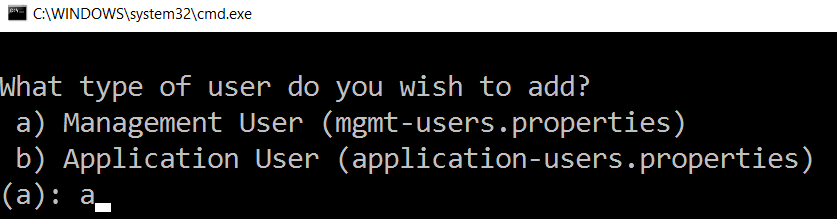 C:\WINDOWS\system32\cmd.exe
What type of user do you wish to add?
a) Management User (mgmt-users.properties)
b) Application User (application-users.properties)
(a): a